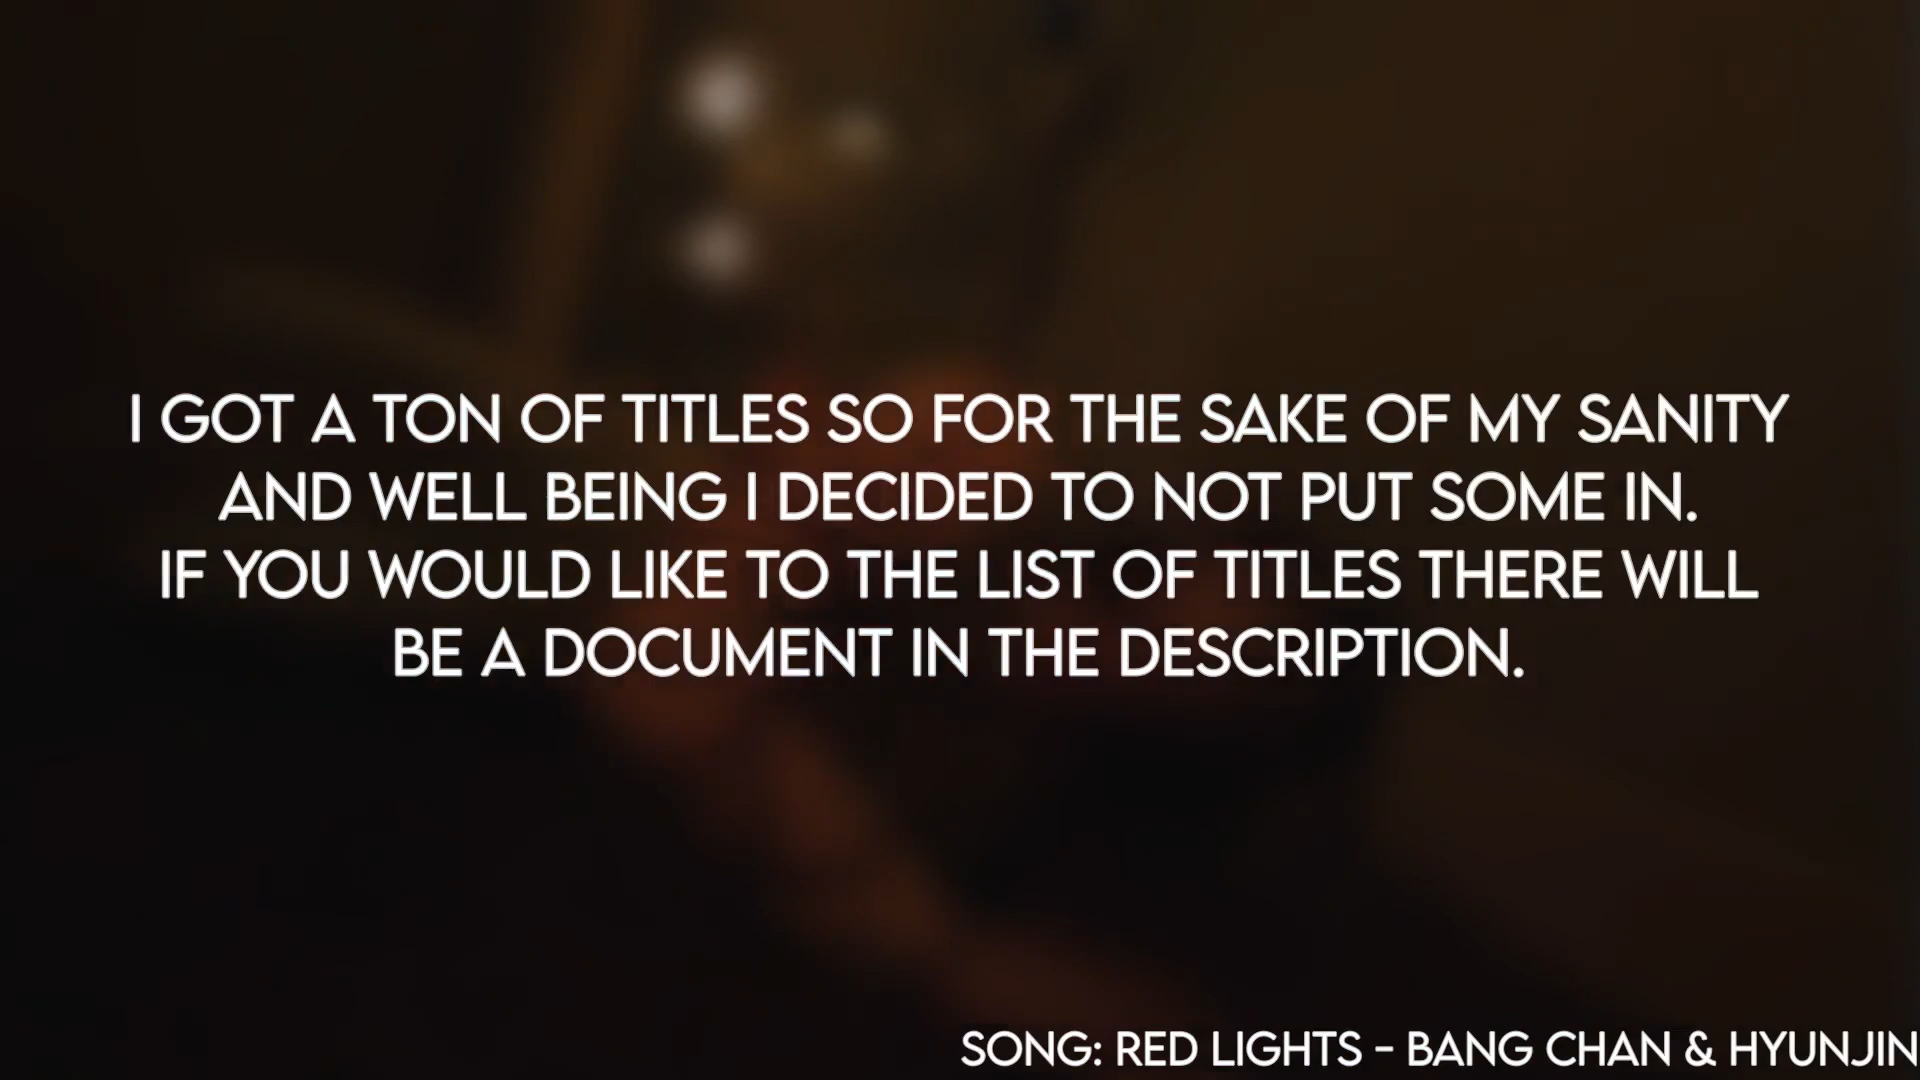 I GOT A TON OF TITLES SO FOR THE SAKE OF MY SANITY
AND WELL BEING I DECIDED TO NOT PUT SOME IN.
IF YOU WOULD LIKE TO THE LIST OF TITLES THERE WILL
BE A DOCUMENT IN THE DESCRIPTION.
SONG: RED LIGHTS - BANG CHAN & HYUNJIN